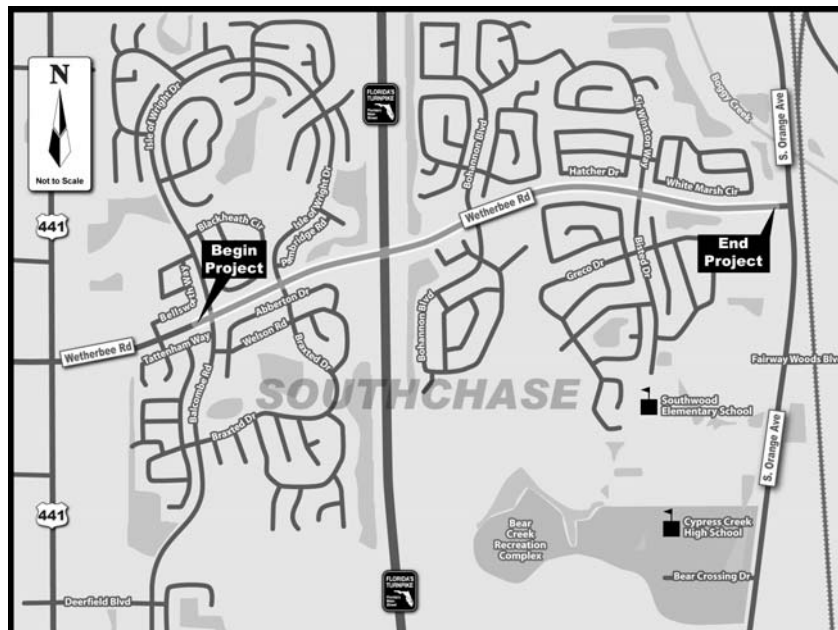 N
Not to Scale
441
Isle of Wright Dr
FLORIDA'S
TURNPIKE
Bohannon Blvd
Sir Winston Way
Boggy Creek
S. Orange Ave
Hatcher Dr
White Marsh Cir
Isle of Wright Dr
Blackheath Cir
Pambridge Rd
Wetherbee Rd
Begin
Project
End
Project
Bellsworth Way
Abberton Dr
Welson Rd
Greco Dr
Bisted Dr
Bohannon Blvd
Wetherbee Rd
Tattenham Way
Balcombe Rd
Braxted Dr
Fairway Woods Blvd
SOUTHCHASE
Southwood
Elementary School
Braxted Dr
S. Orange Ave
441
Bear
Creek
Recreation
Complex
Cypress Creek
High School
Bear Crossing Dr
FLORIDA'S
TURNPIKE
Deerfield Blvd